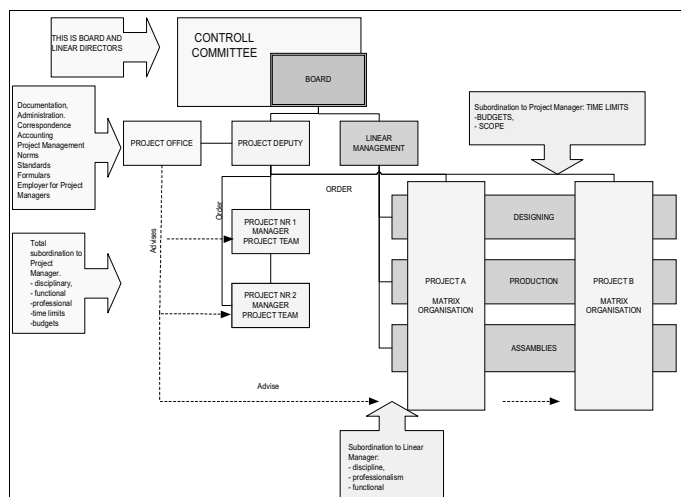 THIS IS BOARD AND
LINEAR DIRECTORS
CONTROLL
COMMITTEE
BOARD
Documentation,
Administration.
Correspondence
Accounting
Project Management
Norms
Standards
Formulars
Employer for Project
Managers
PROJECT OFFICE
PROJECT DEPUTY
LINEAR
MANAGEMENT
Subordination to Project Manager: TIME LIMITS
-BUDGETS,
- SCOPE
ORDER
Order
Advises
PROJECT NR 1
MANAGER
PROJECT TEAM
DESIGNING
Total
subordination to
Project
Manager.
- disciplinary,
- functional
-professional
-time limits
-budgets
PROJECT NR 2
MANAGER
PROJECT TEAM
PROJECT A
MATRIX
ORGANISATION
PRODUCTION
PROJECT B
MATRIX
ORGANISATION
ASSAMBLIES
Advise
Subordination to Linear
Manager:
- discipline,
- professionalism
- functional